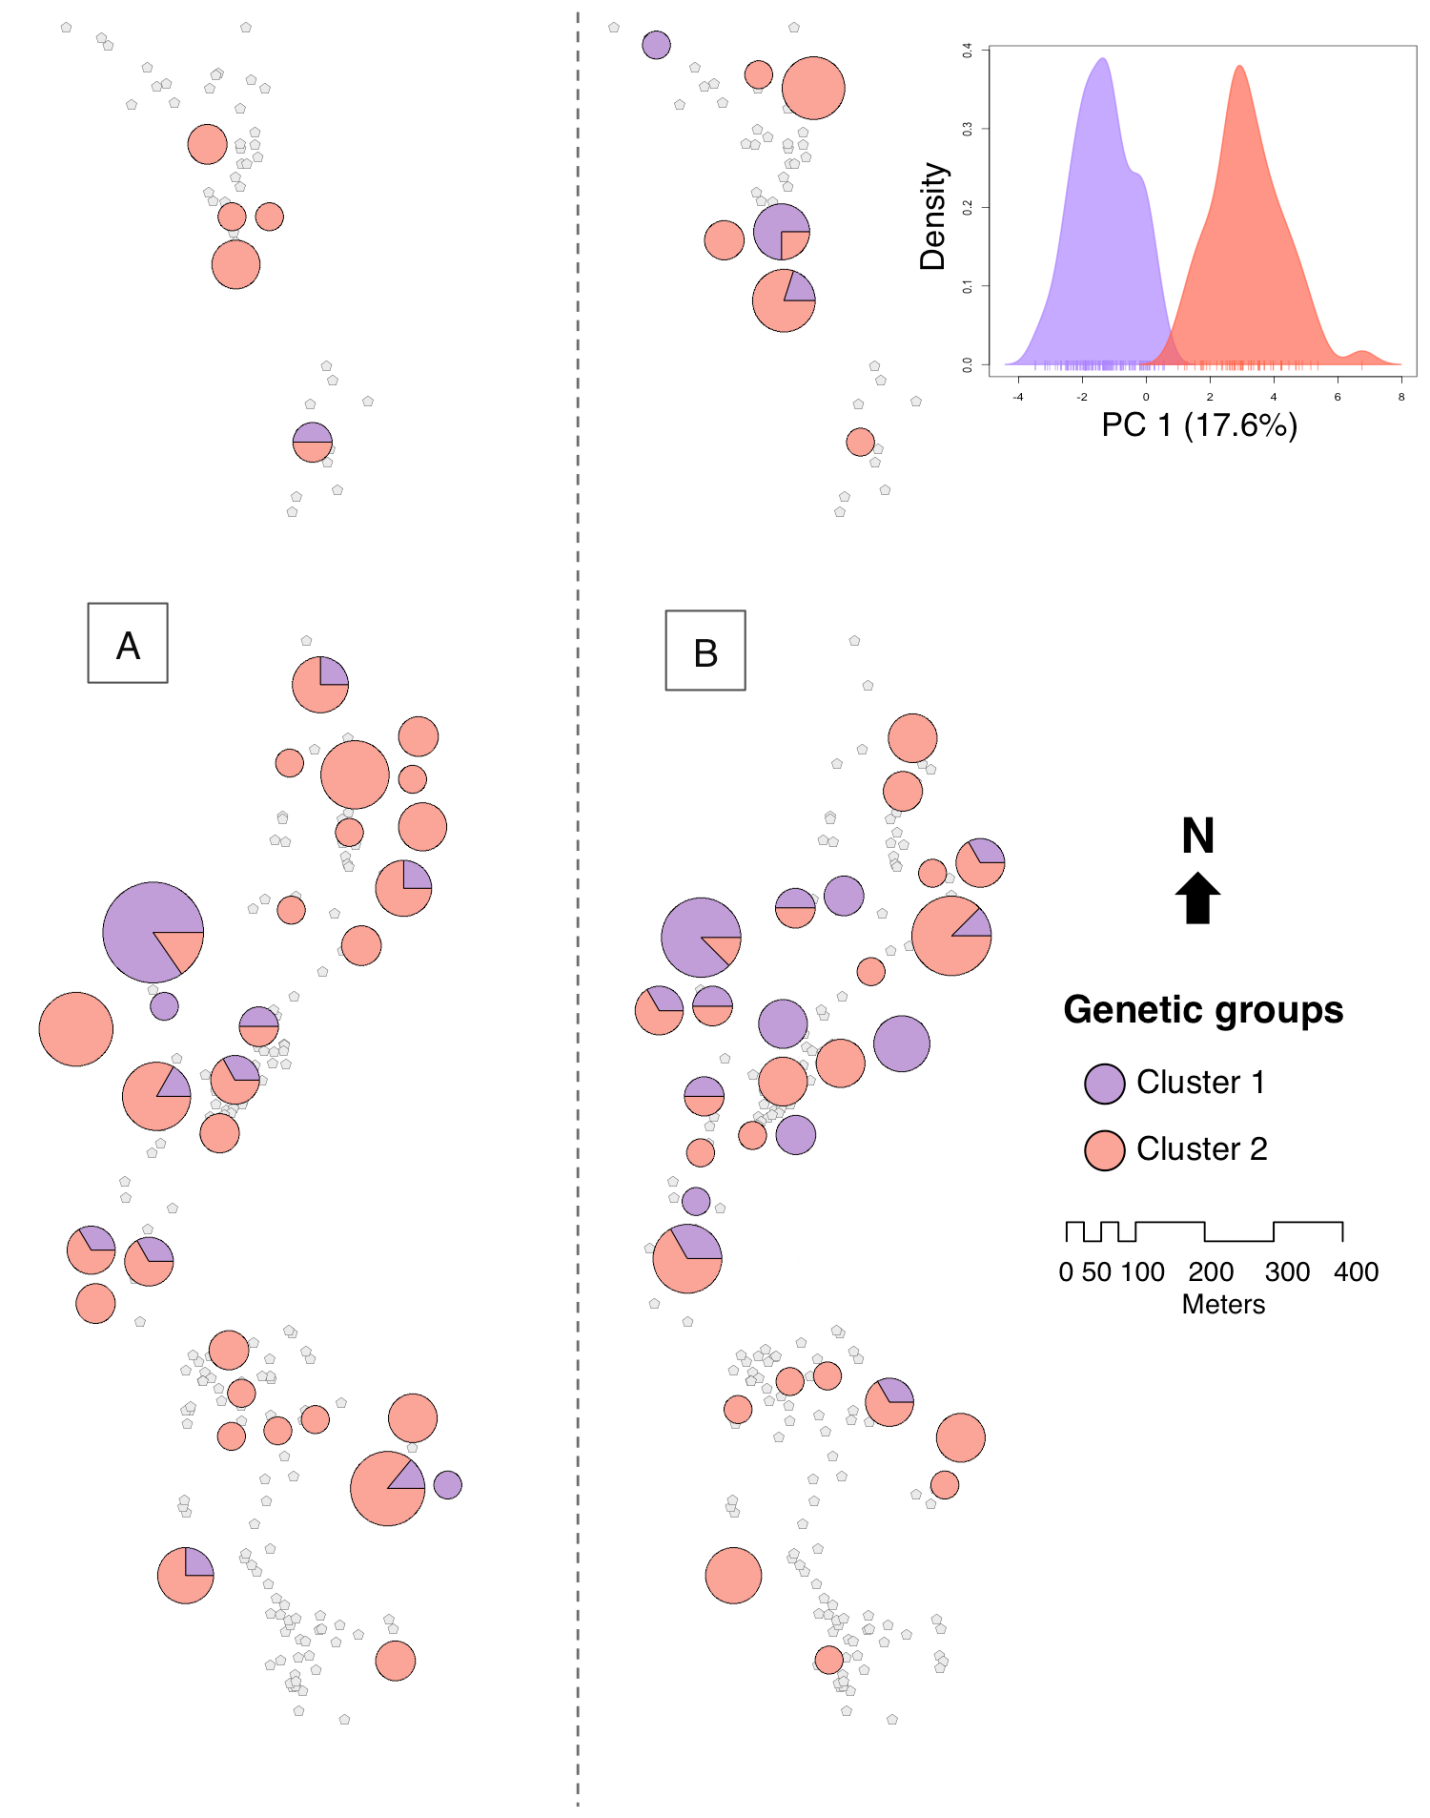 0.4
0.3
0.2
0.1
0.0
Density
-4 -2 0 2 4 6 8
PC 1 (17.6%)
A
B
N
Genetic groups
Cluster 1
Cluster 2
0 50 100 200 300 400
Meters